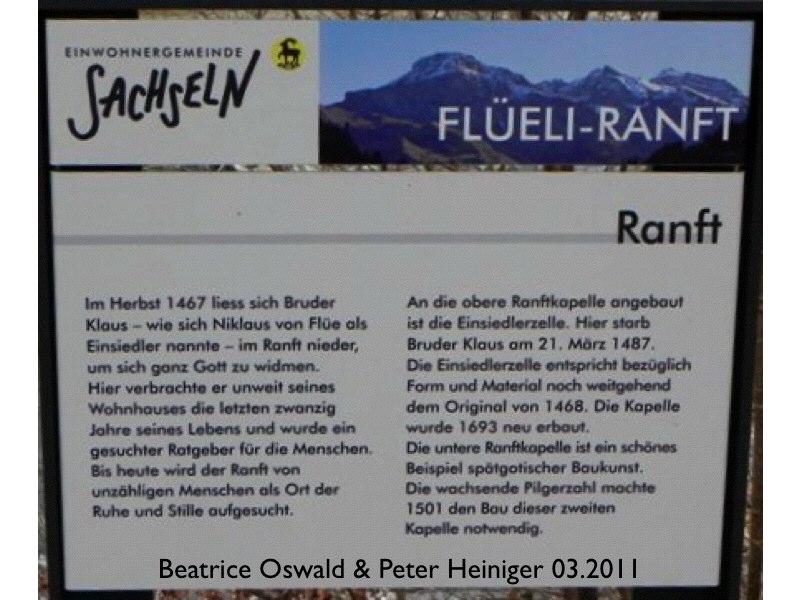 EINWOHNERGEMEINDE
SACHSELN
FLÜELI-RANFT
Ranft
Im Herbst 1467 liess sich Bruder
Klaus – wie sich Niklaus von Flüe als
Einsiedler nannte – im Ranft nieder,
um sich ganz Gott zu widmen.
Hier verbrachte er unweit seines
Wohnhauses die letzten zwanzig
Jahre seines Lebens und wurde ein
gesuchter Ratgeber für die Menschen.
Bis heute wird der Ranft von
unzähligen Menschen als Ort der
Ruhe und Stille aufgesucht.
An die obere Ranftkapelle angebaut
ist die Einsiedlerzelle. Hier starb
Bruder Klaus am 21. März 1487.
Die Einsiedlerzelle entspricht bezüglich
Form und Material noch weitgehend
dem Original von 1468. Die Kapelle
wurde 1693 neu erbaut.
Die untere Ranftkapelle ist ein schönes
Beispiel spätgotischer Baukunst.
Die wachsende Pilgerzahl machte
1501 den Bau dieser zweiten
Kapelle notwendig.
Beatrice Oswald & Peter Heiniger 03.2011